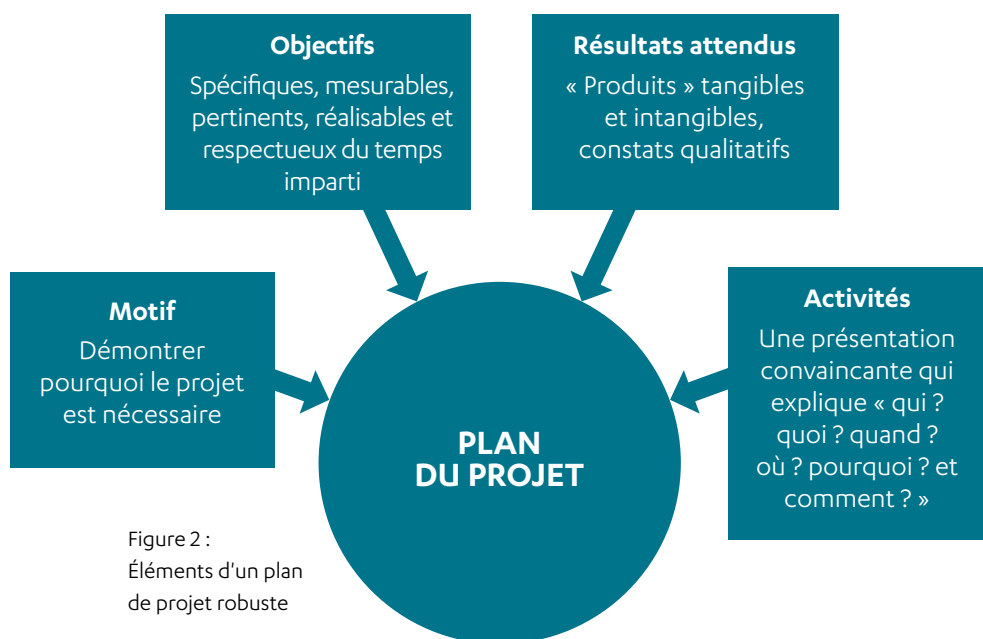 Objectifs
Spécifiques, mesurables,
pertinents, réalisables et
respectueux du temps
imparti
Résultats attendus
« Produits » tangibles
et intangibles,
constats qualitatifs
Motif
Démontrer
pourquoi le projet
est nécessaire
Activités
Une présentation
convaincante qui
explique « qui ?
quoi ? quand ?
où ? pourquoi ? et
comment ? »
PLAN
DU PROJET
Figure 2 :
Éléments d'un plan
de projet robuste